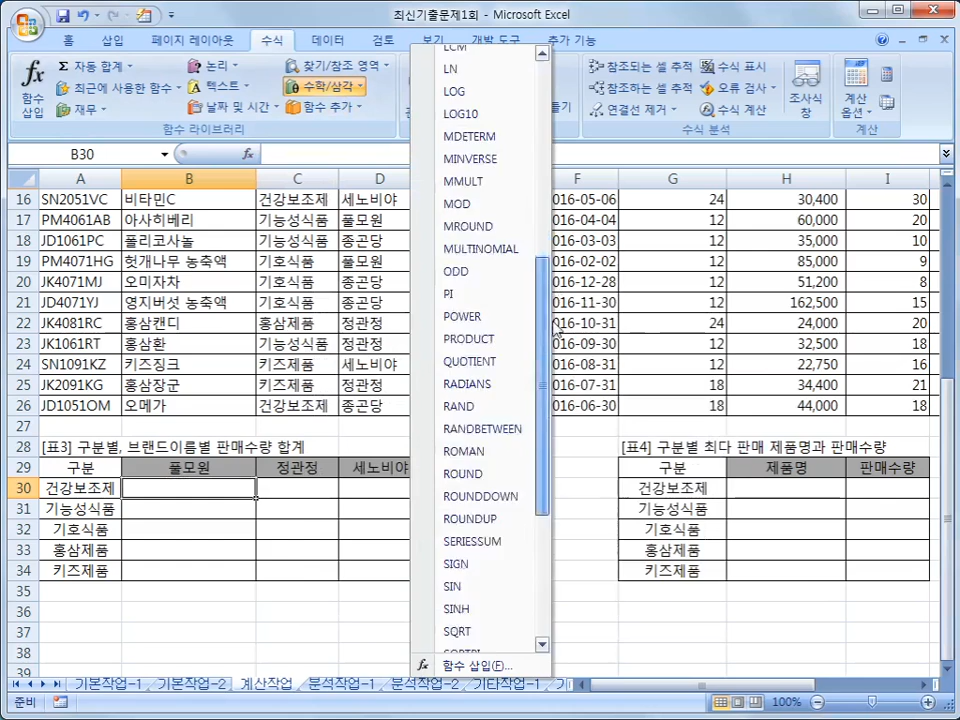 최신기출문제1회 - Microsoft Excel
홈 삽입 페이지 레이아웃 수식 데이터 검토 보기 개발 도구 추가 기능
함수 삽입
자동 합계
최근에 사용한 함수
재무
논리
텍스트
날짜 및 시간
찾기/참조 영역
수학/삼각
함수 추가
함수 라이브러리
참조되는 셀 추적
참조하는 셀 추적
연결선 제거
수식 표시
오류 검사
수식 계산
수식 분석
조사식 창
계산 옵션
계산
B30 fx
A B C D F G H I
16 SN2051VC 비타민C 건강보조제 세노비야 016-05-06 24 30,400 30
17 PM4061AB 아사히베리 기능성식품 풀모원 016-04-04 12 60,000 20
18 JD1061PC 폴리코사놀 기능성식품 종곤당 016-03-03 12 35,000 10
19 PM4071HG 헛개나무 농축액 기호식품 풀모원 016-02-02 12 85,000 9
20 JK4071MJ 오미자차 기호식품 종곤당 016-12-28 12 51,200 8
21 JD4071YJ 영지버섯 농축액 기호식품 종곤당 016-11-30 12 162,500 15
22 JK4081RC 홍삼캔디 홍삼제품 정관정 016-10-31 24 24,000 20
23 JK1061RT 홍삼환 기호식품 정관정 016-09-30 12 32,500 18
24 SN1091KZ 키즈징크 키즈제품 세노비야 016-08-31 12 22,750 16
25 JK2091KG 홍삼장군 키즈제품 정관정 016-07-31 18 34,400 21
26 JD1051OM 오메가 건강보조제 종곤당 016-06-30 18 44,000 18
27
28 [표3] 구분별, 브랜드이름별 판매수량 합계 [표4] 구분별 최다 판매 제품명과 판매수량
29 구분 풀모원 정관정 세노비야 구분 제품명 판매수량
30 건강보조제 건강보조제
31 기능성식품 기능성식품
32 기호식품 기호식품
33 홍삼제품 홍삼제품
34 키즈제품 키즈제품
35
36
37
38
39
LCM
LN
LOG
LOG10
MDETERM
MINVERSE
MMULT
MOD
MROUND
MULTINOMIAL
ODD
PI
POWER
PRODUCT
QUOTIENT
RADIANS
RAND
RANDBETWEEN
ROMAN
ROUND
ROUNDDOWN
ROUNDUP
SERIESSUM
SIGN
SIN
SINH
SQRT
SQRTPI
fx 함수 삽입(F)...
기본작업-1 기본작업-2 계산작업 분석작업-1 분석작업-2 기타작업-1
준비 100%